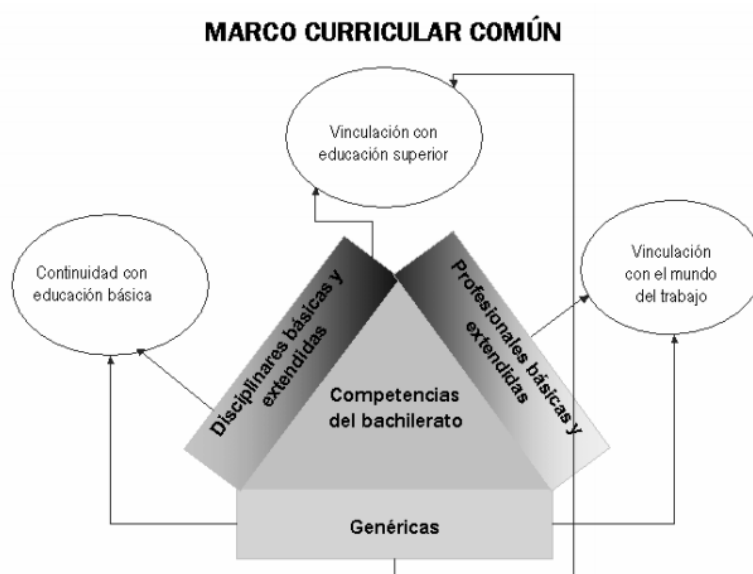 MARCO CURRICULAR COMÚN
Vinculación con
educación superior
Continuidad con
educación básica
Vinculación
con el mundo
del trabajo
Disciplinares básicas y
extendidas
Profesionales básicas y
extendidas
Competencias
del bachilerato
Genéricas